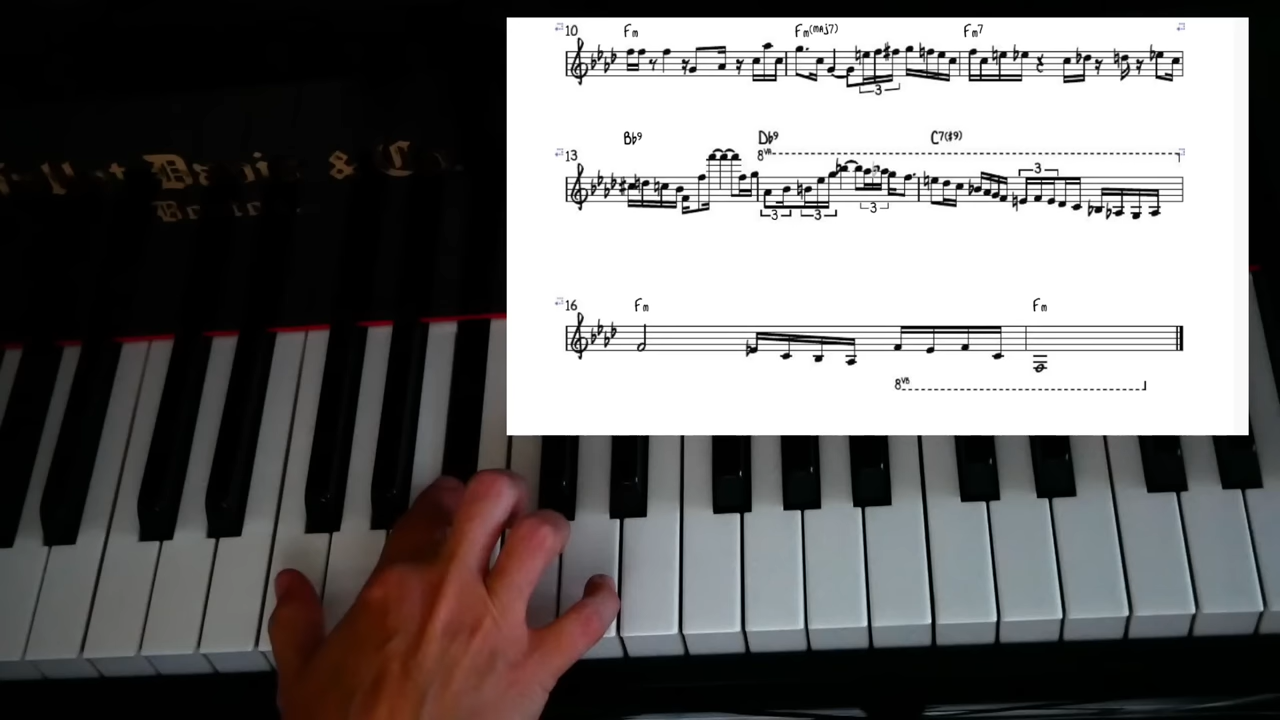 10 Fm Fm(maj7) Fm7
3
13 Bb9 Db9 C7(#9)
8va
3
3 3 3
16 Fm Fm
8vb
& C